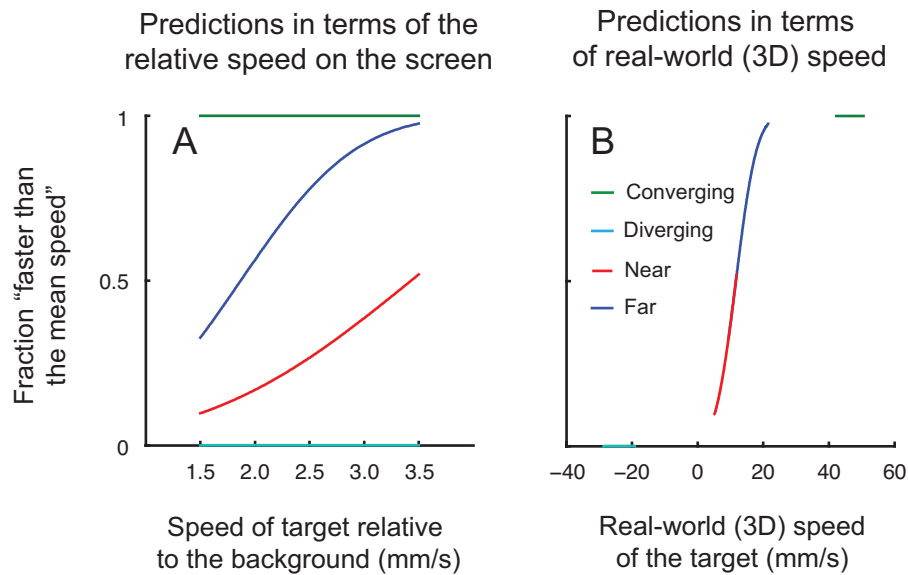 Predictions in terms of the
relative speed on the screen
Predictions in terms
of real-world (3D) speed
Fraction “faster than
the mean speed”
1
0.5
0
A
1.5 2.0 2.5 3.0 3.5
Speed of target relative
to the background (mm/s)
B
Converging
Diverging
Near
Far
−40 −20 0 20 40 60
Real-world (3D) speed
of the target (mm/s)